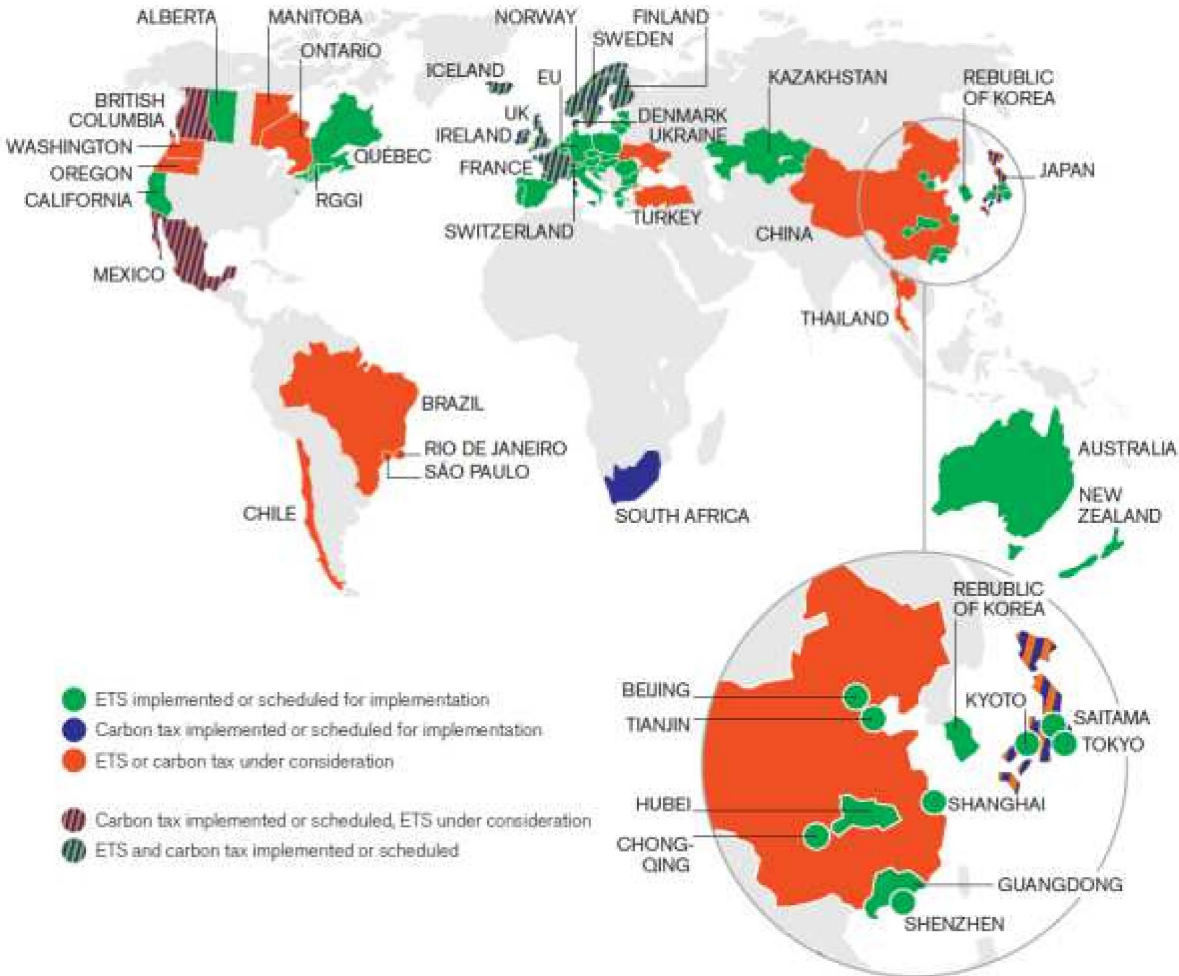 ALBERTA
MANITOBA
ONTARIO
NORWAY
FINLAND
SWEDEN
ICELAND
EU
KAZAKHSTAN
REBUBLIC
OF KOREA
BRITISH
COLUMBIA
UK
DENMARK
WASHINGTON
IRELAND
UKRAINE
QUÉBEC
OREGON
FRANCE
JAPAN
CALIFORNIA
RGGI
TURKEY
SWITZERLAND
CHINA
MEXICO
THAILAND
BRAZIL
RIO DE JANEIRO
SÃO PAULO
AUSTRALIA
CHILE
SOUTH AFRICA
NEW
ZEALAND
REBUBLIC
OF KOREA
ETS implemented or scheduled for implementation
Carbon tax implemented or scheduled for implementation
ETS or carbon tax under consideration
Carbon tax implemented or scheduled, ETS under consideration
ETS and carbon tax implemented or scheduled
BEIJING
KYOTO
TIANJIN
SAITAMA
TOKYO
HUBEI
SHANGHAI
CHONG-
QING
GUANGDONG
SHENZHEN